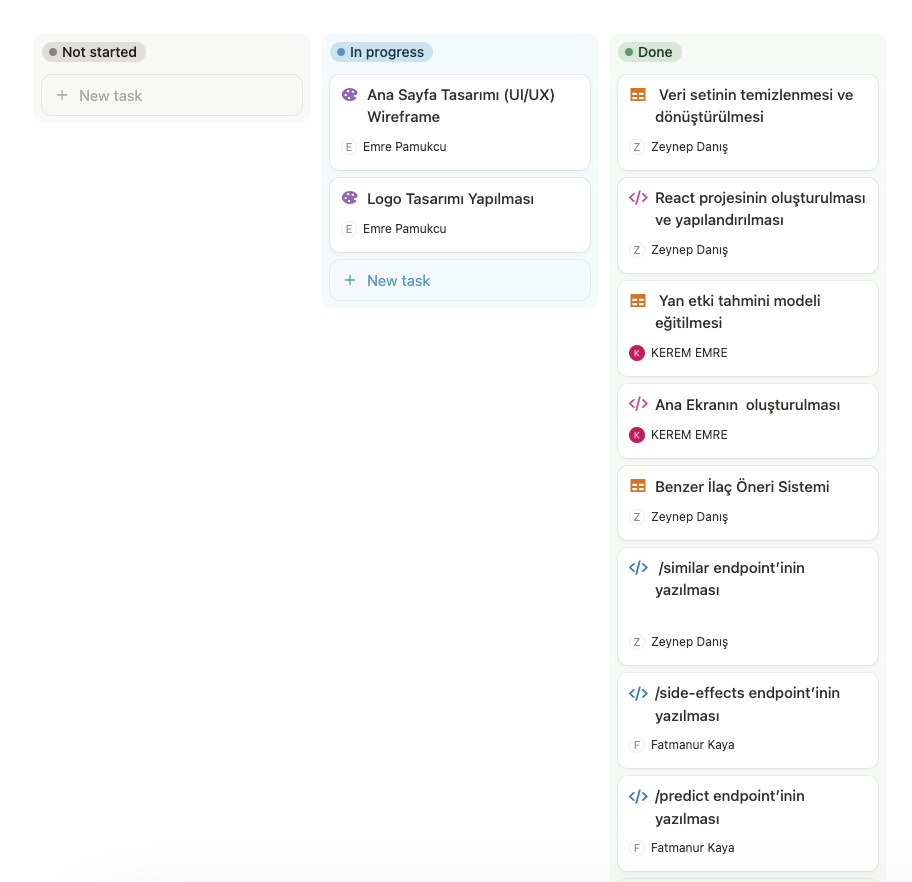 Not started
+ New task
In progress
Ana Sayfa Tasarımı (UI/UX)
Wireframe
E Emre Pamukcu
Logo Tasarımı Yapılması
E Emre Pamukcu
+ New task
Done
Veri setinin temizlenmesi ve
dönüştürülmesi
Z Zeynep Danış
React projesinin oluşturulması
ve yapılandırılması
Z Zeynep Danış
Yan etki tahmini modeli
eğitilmesi
K KEREM EMRE
Ana Ekranın  oluşturulması
K KEREM EMRE
Benzer İlaç Öneri Sistemi
Z Zeynep Danış
/similar endpoint’inin
yazılması
Z Zeynep Danış
/side-effects endpoint’inin
yazılması
F Fatmanur Kaya
/predict endpoint’inin
yazılması
F Fatmanur Kaya